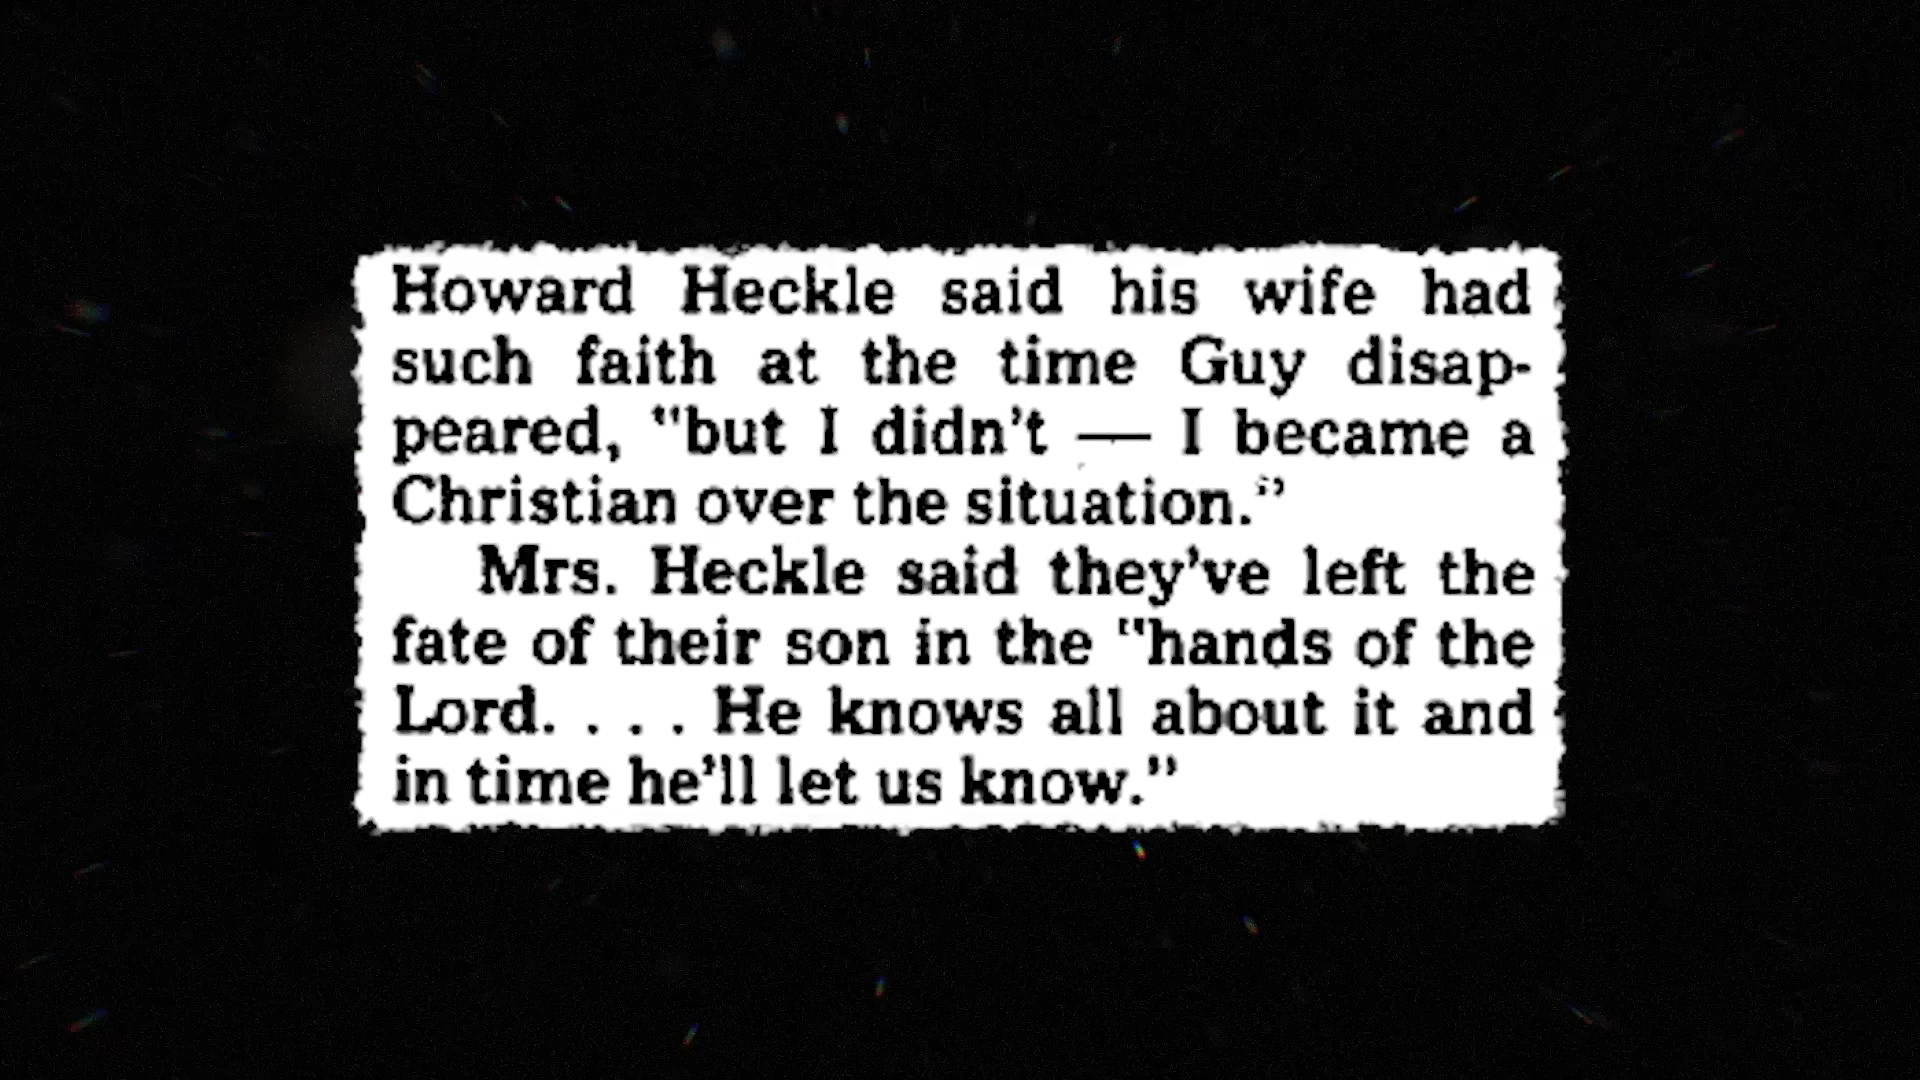 Howard Heckle said his wife had
such faith at the time Guy disap-
peared, "but I didn't — I became a
Christian over the situation."
Mrs. Heckle said they've left the
fate of their son in the "hands of the
Lord. . . . He knows all about it and
in time he'll let us know."